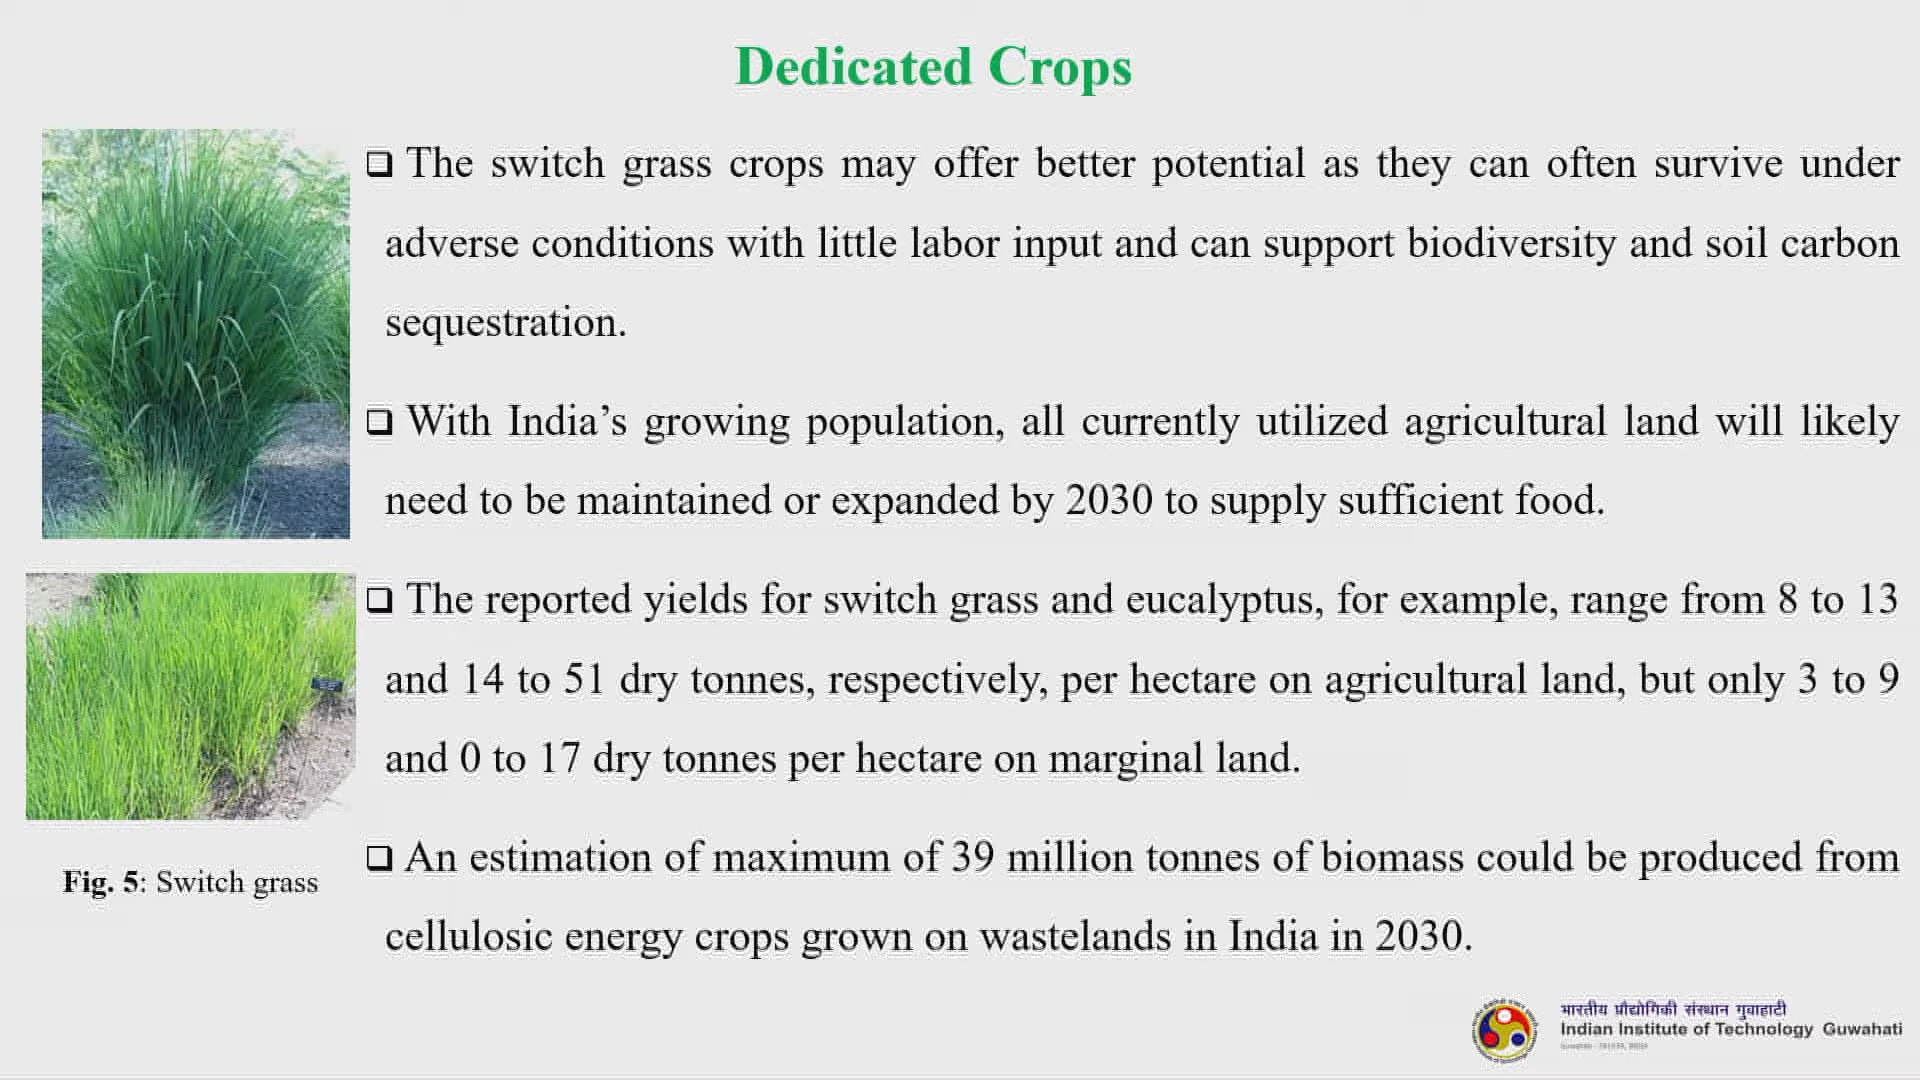 Dedicated Crops
❑ The switch grass crops may offer better potential as they can often survive under
adverse conditions with little labor input and can support biodiversity and soil carbon
sequestration.
❑ With India’s growing population, all currently utilized agricultural land will likely
need to be maintained or expanded by 2030 to supply sufficient food.
❑ The reported yields for switch grass and eucalyptus, for example, range from 8 to 13
and 14 to 51 dry tonnes, respectively, per hectare on agricultural land, but only 3 to 9
and 0 to 17 dry tonnes per hectare on marginal land.
Fig. 5: Switch grass
❑ An estimation of maximum of 39 million tonnes of biomass could be produced from
cellulosic energy crops grown on wastelands in India in 2030.
भारतीय प्रौद्योगिकी संस्थान गुवाहाटी
Indian Institute of Technology Guwahati